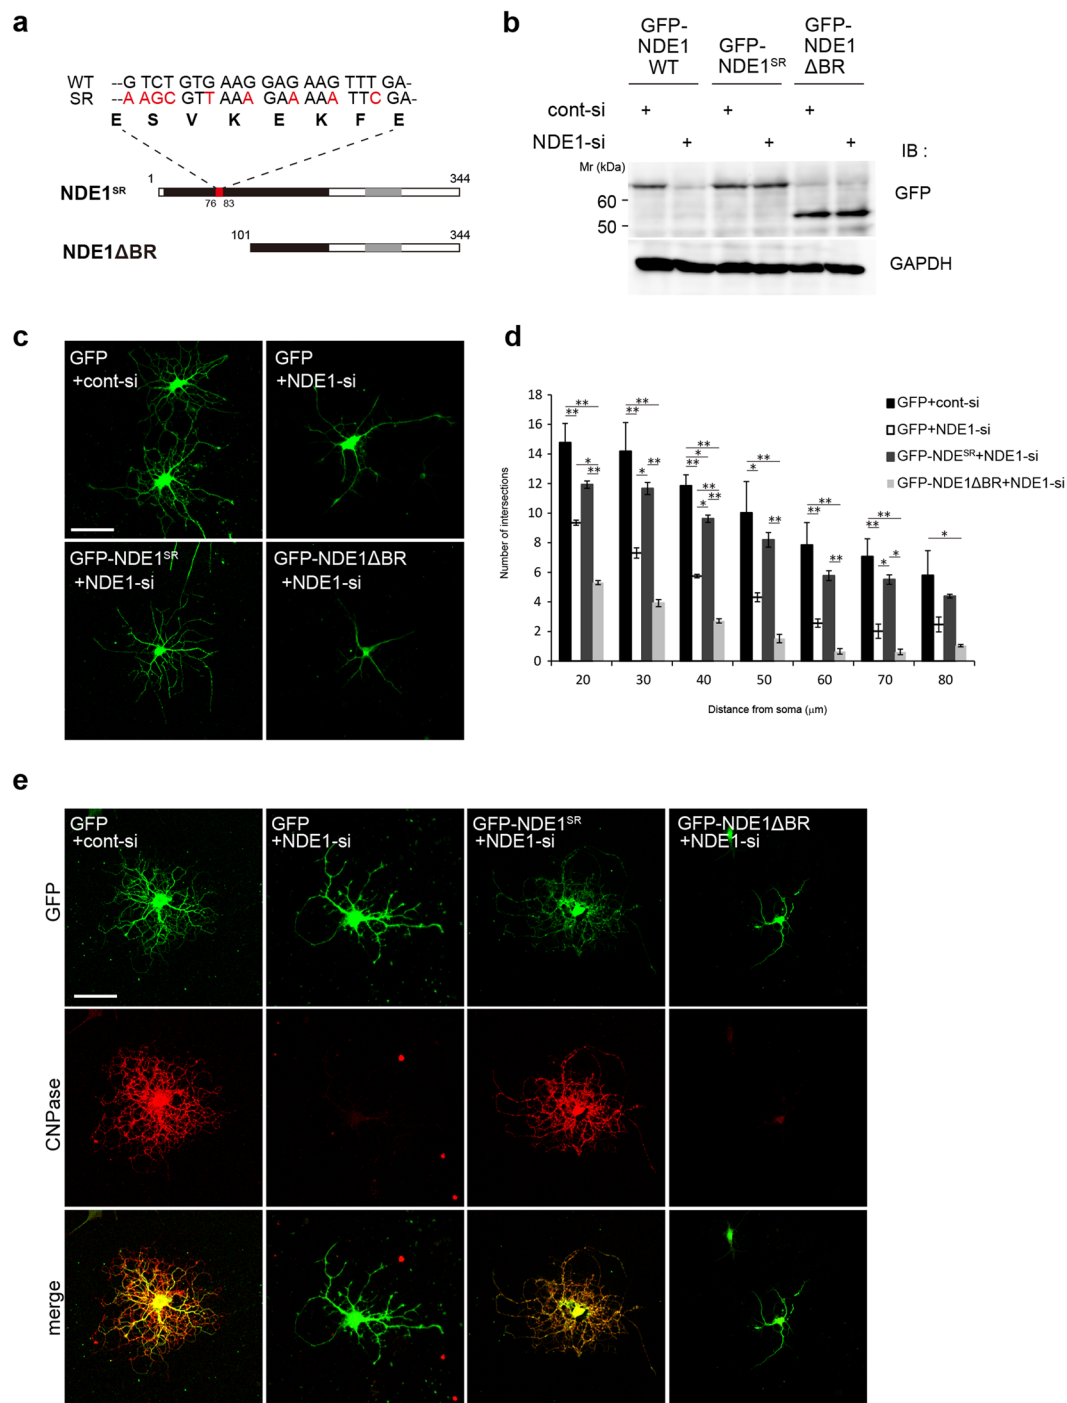 a
WT --G TCT GTG AAG GAG AAG TTT GA-
SR --A AGC GTT AAA GAA AAA TTC GA-
E S V K E K F E
1 344
NDE1SR
76 83
101 344
NDE1ΔBR
b
GFP-NDE1 WT
GFP-NDE1SR
GFP-NDE1 ΔBR
cont-si + + +
NDE1-si + + +
IB :
Mr (kDa)
60
50
GFP
GAPDH
c
GFP +cont-si
GFP +NDE1-si
GFP-NDE1SR +NDE1-si
GFP-NDE1ΔBR +NDE1-si
d
Number of intersections
18
16
14
12
10
8
6
4
2
0
** ** * ** ** ** * ** ** * ** ** ** * ** * ** ** ** ** ** ** * * *
GFP+cont-si
GFP+NDE1-si
GFP-NDESR+NDE1-si
GFP-NDE1ΔBR+NDE1-si
20 30 40 50 60 70 80
Distance from soma (μm)
e
GFP +cont-si
GFP +NDE1-si
GFP-NDE1SR +NDE1-si
GFP-NDE1ΔBR +NDE1-si
GFP
CNPase
merge